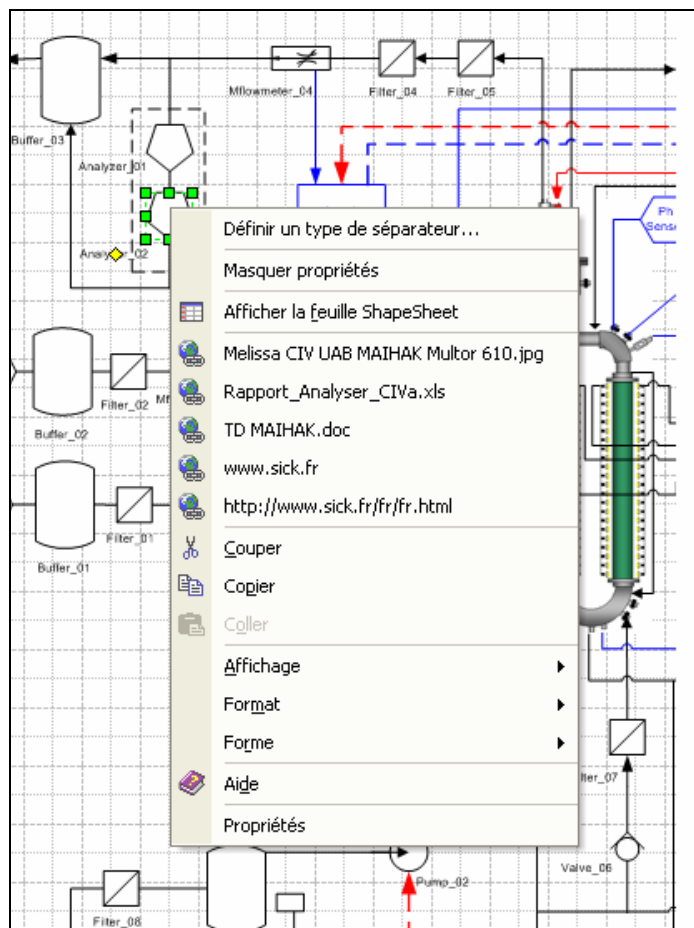 Mflowmeter_04
Filter_04
Filter_05
Buffer_03
Analyzer_01
Ph
Définir un type de séparateur...
Masquer propriétés
Afficher la feuille ShapeSheet
Melissa CIV UAB MAIHAK Multor 610.jpg
Rapport_Analyser_CIVa.xls
TD MAIHAK.doc
www.sick.fr
http://www.sick.fr/fr/fr.html
Filter_02
Buffer_02
Filter_01
Buffer_01
Couper
Copier
Coller
Affichage
Format
Forme
Aide
Propriétés
Valve_06
Pump_02
Filter_08